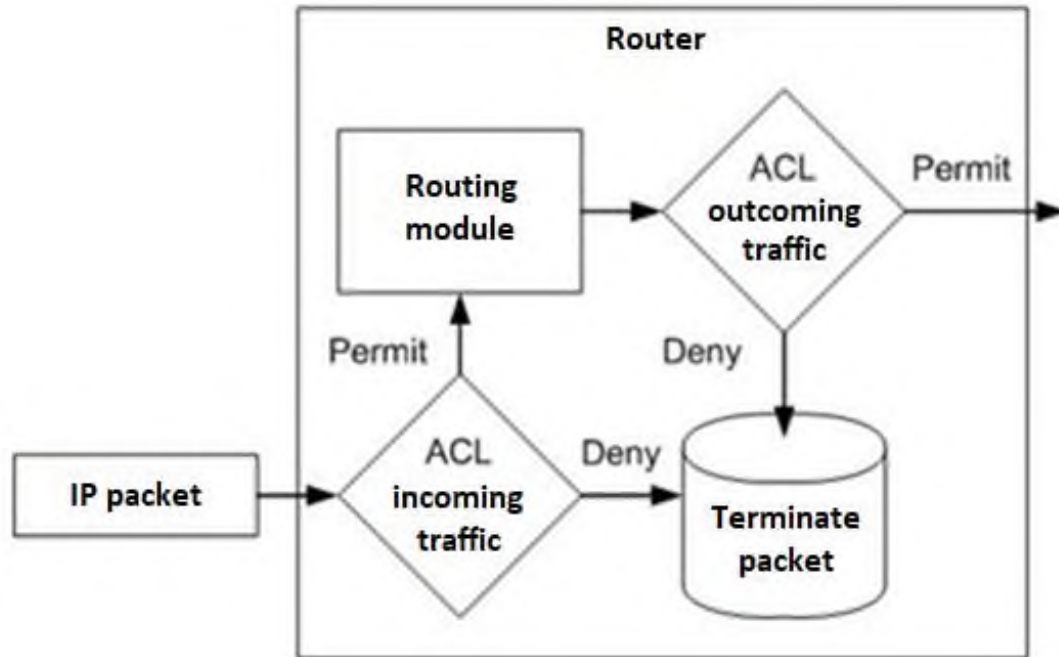 Router
Routing
module
ACL
outcoming
traffic
Permit
Permit
Deny
IP packet
ACL
incoming
traffic
Deny
Terminate
packet